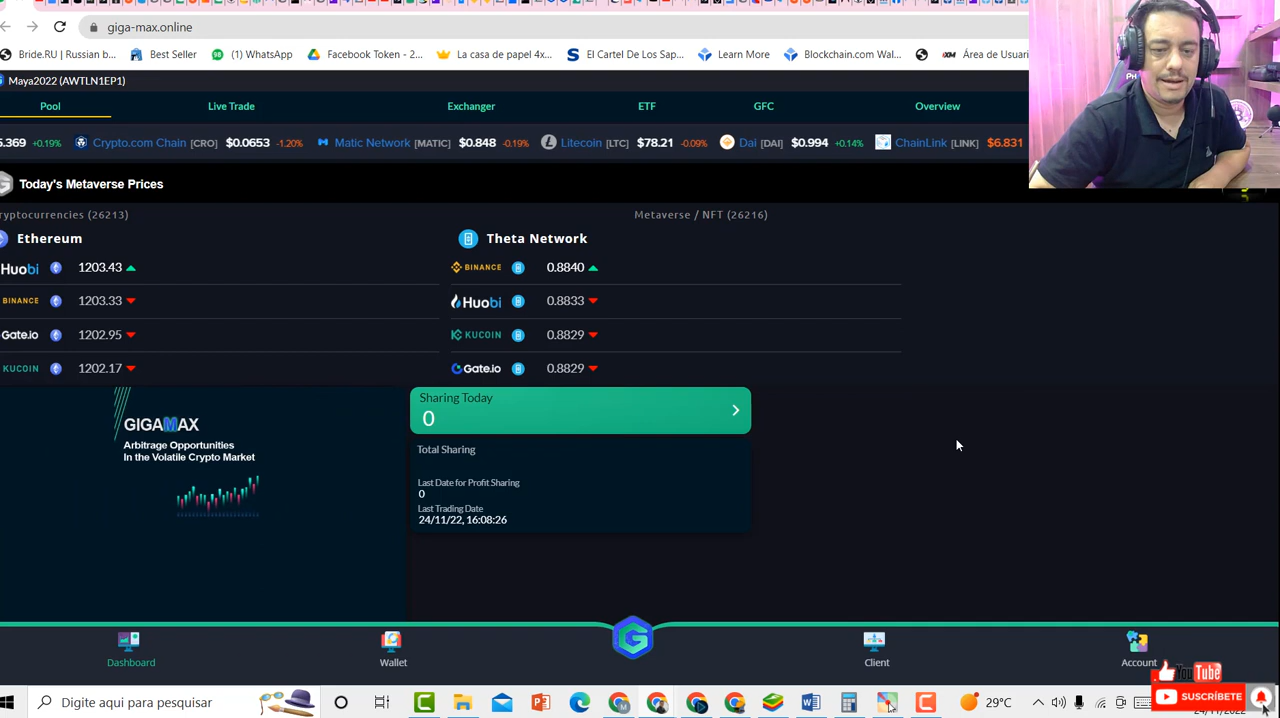 giga-max.online
Bride.RU | Russian b... Best Seller (1) WhatsApp Facebook Token - 2... La casa de papel 4x... El Cartel De Los Sap... Learn More Blockchain.com Wal... Área de Usuari
Maya2022 (AWTLN1EP1)
Pool Live Trade Exchanger ETF GFC Overview
5.369 +0.19% Crypto.com Chain [CRO] $0.0653 -1.20% Matic Network [MATIC] $0.848 -0.19% Litecoin [LTC] $78.21 -0.09% Dai [DAI] $0.994 +0.14% ChainLink [LINK] $6.831
Today's Metaverse Prices
ryptocurrencies (26213) Metaverse / NFT (26216)
Ethereum Theta Network
Huobi 1203.43 BINANCE 0.8840
BINANCE 1203.33 Huobi 0.8833
Gate.io 1202.95 KUCOIN 0.8829
KUCOIN 1202.17 Gate.io 0.8829
GIGAMAX
Arbitrage Opportunities
In the Volatile Crypto Market
Sharing Today
0
Total Sharing
Last Date for Profit Sharing
0
Last Trading Date
24/11/22, 16:08:26
Dashboard Wallet Client Account
YouTube
SUSCRÍBETE
Digite aqui para pesquisar 29°C
24/11/2022